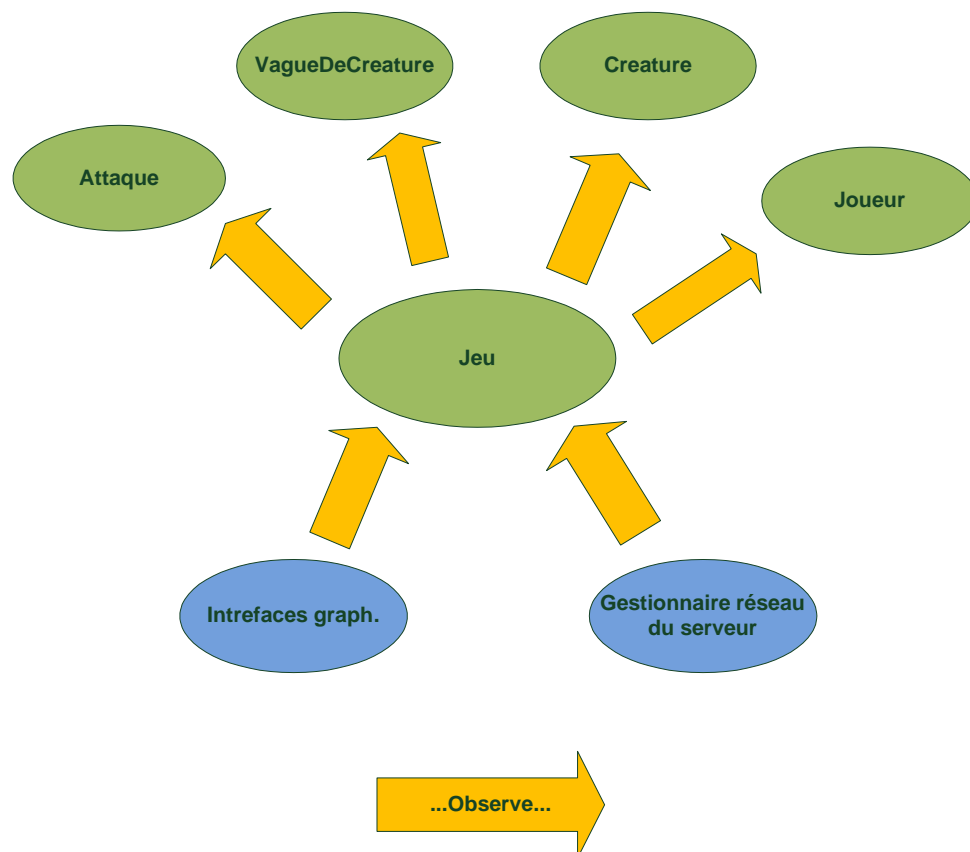 VagueDeCreature
Creature
Attaque
Joueur
Jeu
Intrefaces graph.
Gestionnaire réseau
du serveur
...Observe...